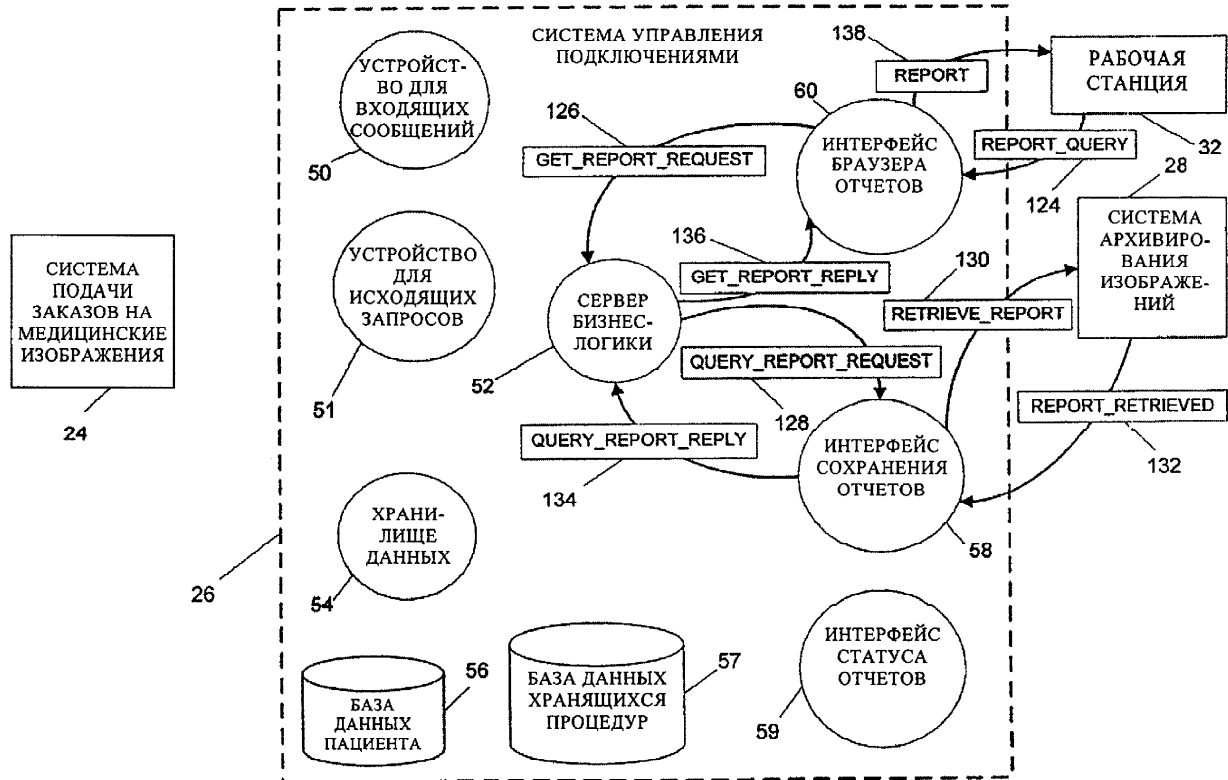 СИСТЕМА УПРАВЛЕНИЯ
ПОДКЛЮЧЕНИЯМИ
138
REPORT
РАБОЧАЯ
СТАНЦИЯ
32
УСТРОЙСТ-
ВО ДЛЯ
ВХОДЯЩИХ
СООБЩЕНИЙ
50
126
GET_REPORT_REQUEST
60
ИНТЕРФЕЙС
БРАУЗЕРА
ОТЧЕТОВ
REPORT_QUERY
124
28
СИСТЕМА
АРХИВИРО-
ВАНИЯ
ИЗОБРАЖЕ-
НИЙ
СИСТЕМА
ПОДАЧИ
ЗАКАЗОВ НА
МЕДИЦИНСКИЕ
ИЗОБРАЖЕНИЯ
24
УСТРОЙСТВО
ДЛЯ
ИСХОДЯЩИХ
ЗАПРОСОВ
51
136
GET_REPORT_REPLY
130
RETRIEVE_REPORT
СЕРВЕР
БИЗНЕС-
ЛОГИКИ
52
QUERY_REPORT_REQUEST
128
QUERY_REPORT_REPLY
134
REPORT_RETRIEVED
132
ИНТЕРФЕЙС
СОХРАНЕНИЯ
ОТЧЕТОВ
58
ХРАНИ-
ЛИЩЕ
ДАННЫХ
54
26
БАЗА
ДАННЫХ
ПАЦИЕНТА
56
БАЗА ДАННЫХ
ХРАНЯЩИХСЯ
ПРОЦЕДУР
57
ИНТЕРФЕЙС
СТАТУСА
ОТЧЕТОВ
59